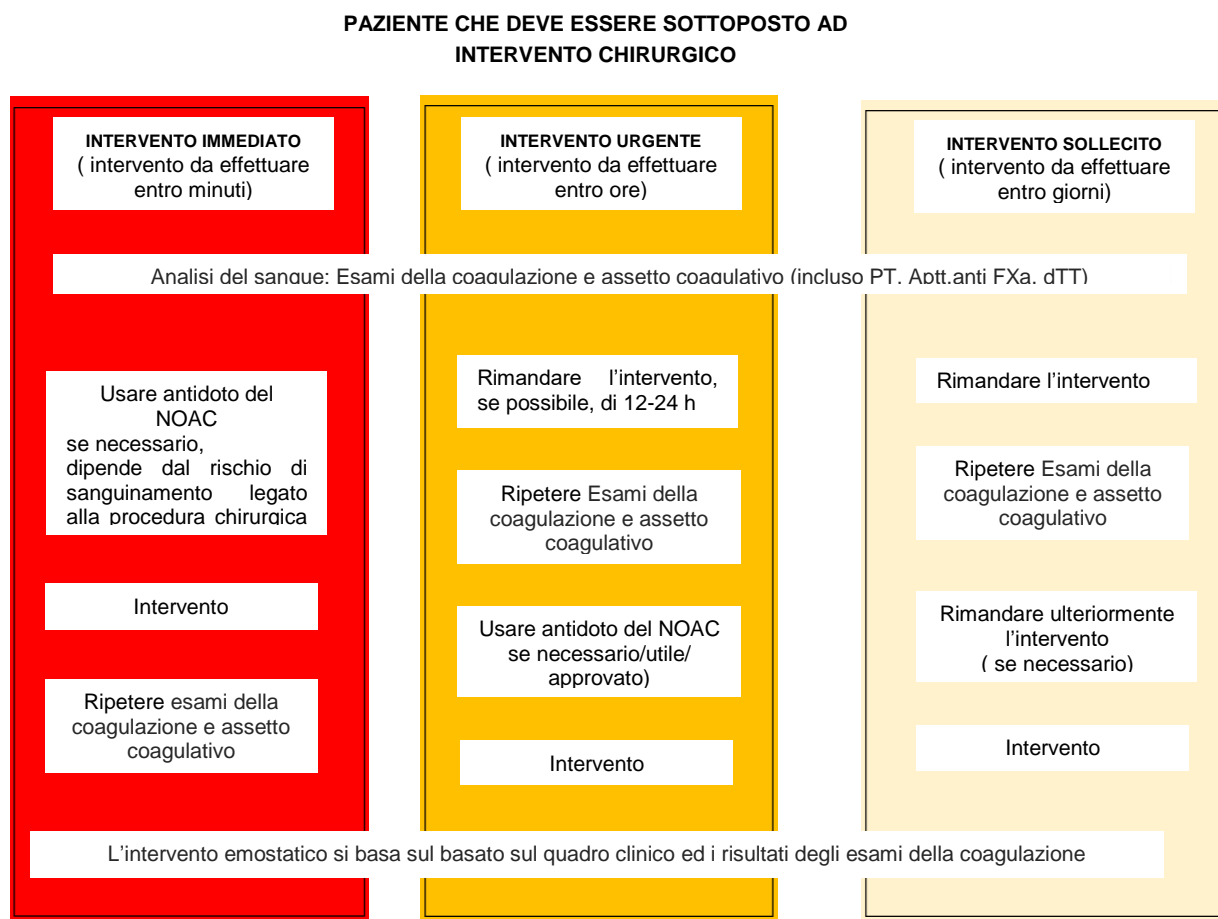 PAZIENTE CHE DEVE ESSERE SOTTOPOSTO AD
INTERVENTO CHIRURGICO
INTERVENTO IMMEDIATO
( intervento da effettuare
entro minuti)
INTERVENTO URGENTE
( intervento da effettuare
entro ore)
INTERVENTO SOLLECITO
( intervento da effettuare
entro giorni)
Analisi del sangue: Esami della coagulazione e assetto coagulativo (incluso PT, Aptt,anti FXa, dTT)
Usare antidoto del
NOAC
se necessario,
dipende dal rischio di
sanguinamento legato
alla procedura chirurgica
Intervento
Ripetere esami della
coagulazione e assetto
coagulativo
Rimandare l’intervento,
se possibile, di 12-24 h
Ripetere Esami della
coagulazione e assetto
coagulativo
Usare antidoto del NOAC
se necessario/utile/
approvato)
Intervento
Rimandare l’intervento
Ripetere Esami della
coagulazione e assetto
coagulativo
Rimandare ulteriormente
l’intervento
( se necessario)
Intervento
L’intervento emostatico si basa sul basato sul quadro clinico ed i risultati degli esami della coagulazione